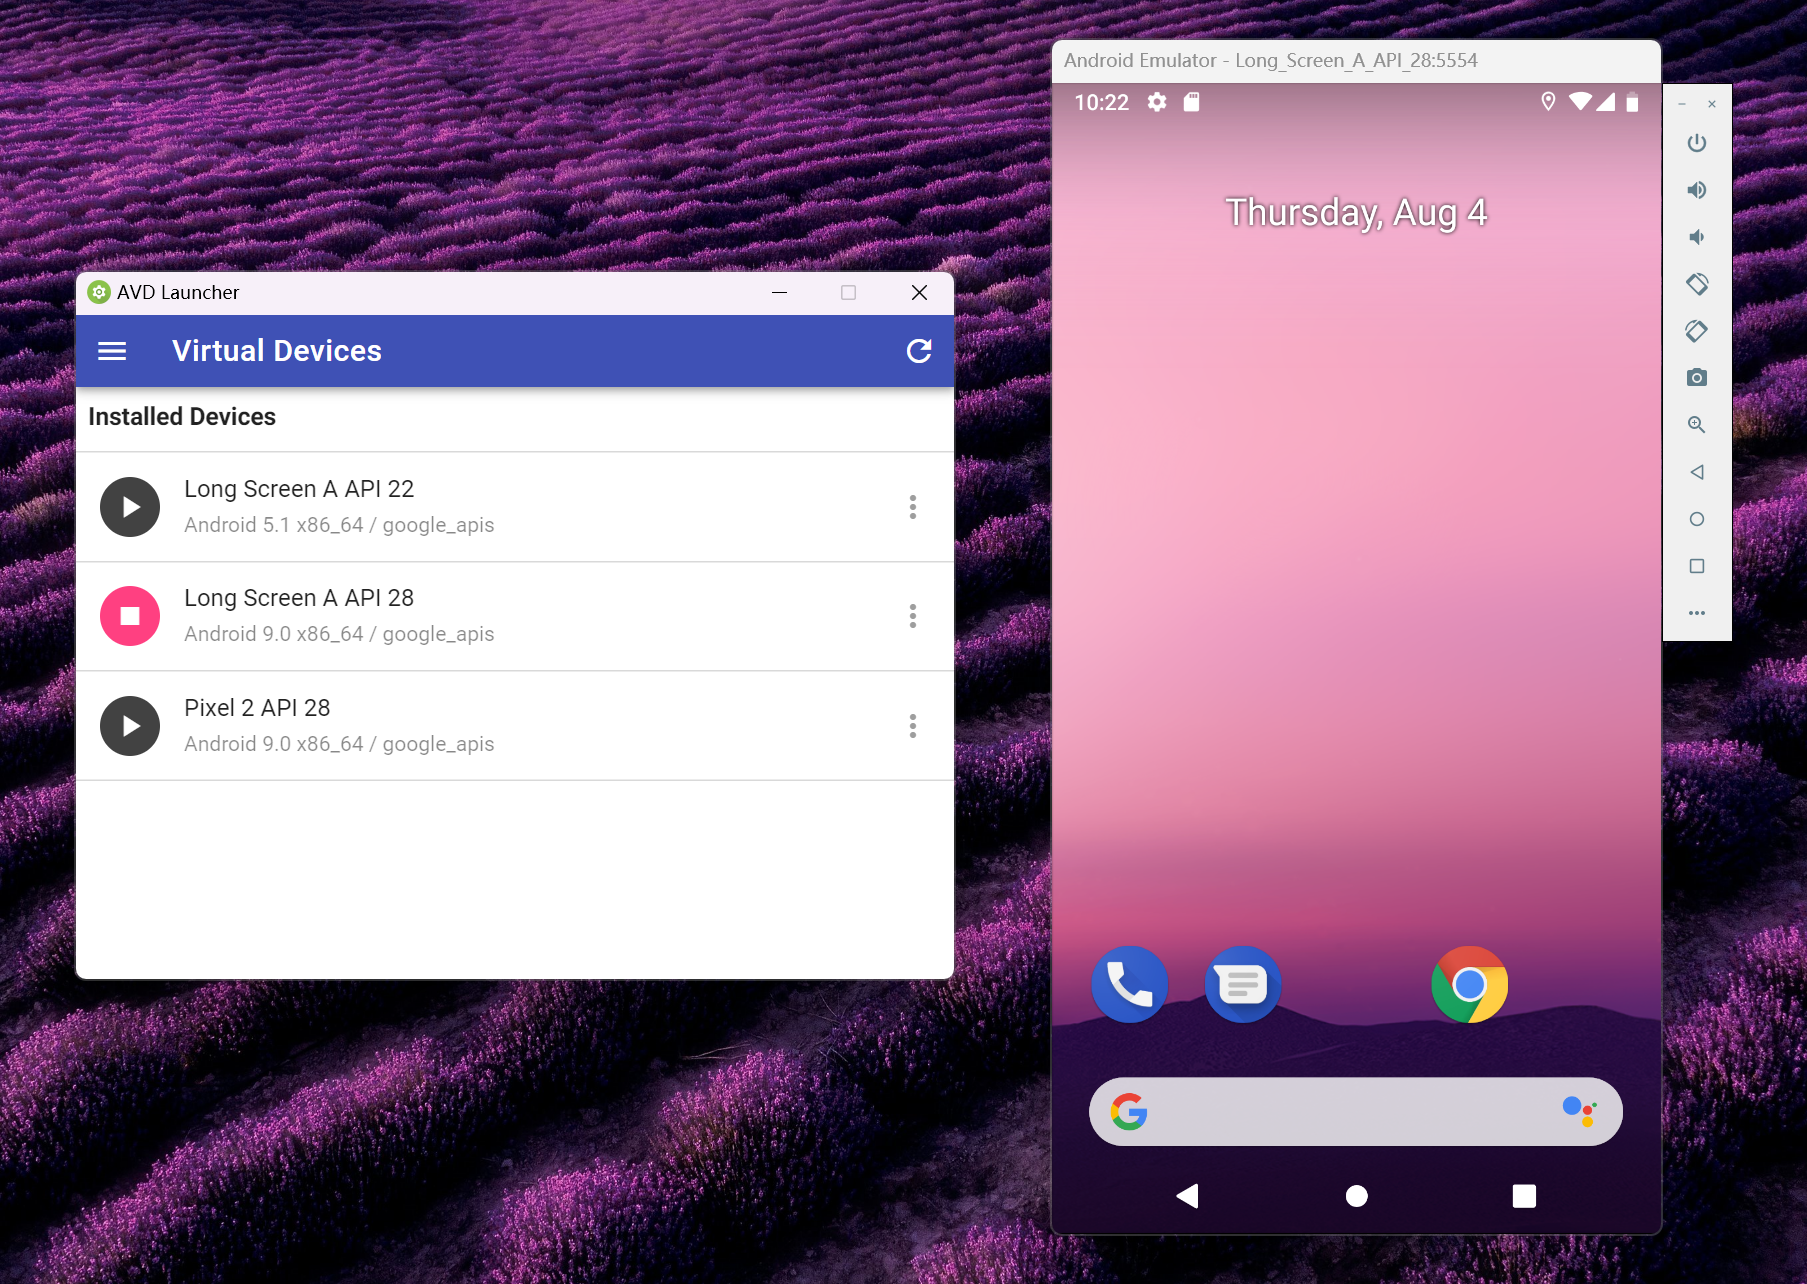 AVD Launcher
Virtual Devices
Installed Devices
Long Screen A API 22
Android 5.1 x86_64 / google_apis
Long Screen A API 28
Android 9.0 x86_64 / google_apis
Pixel 2 API 28
Android 9.0 x86_64 / google_apis
Android Emulator - Long_Screen_A_API_28:5554
10:22
Thursday, Aug 4